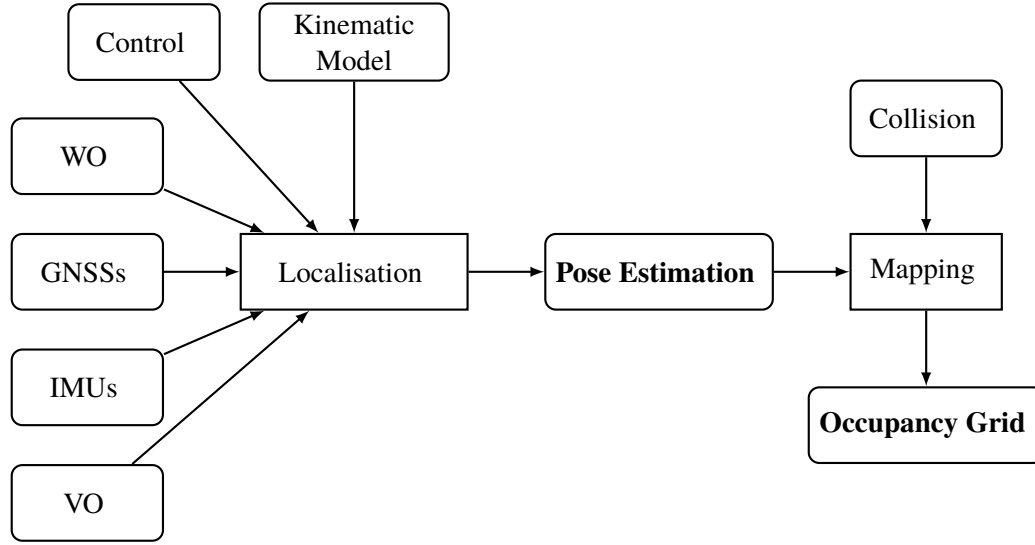 Control
Kinematic
Model
Collision
WO
GNSSs
Localisation
Pose Estimation
Mapping
IMUs
Occupancy Grid
VO